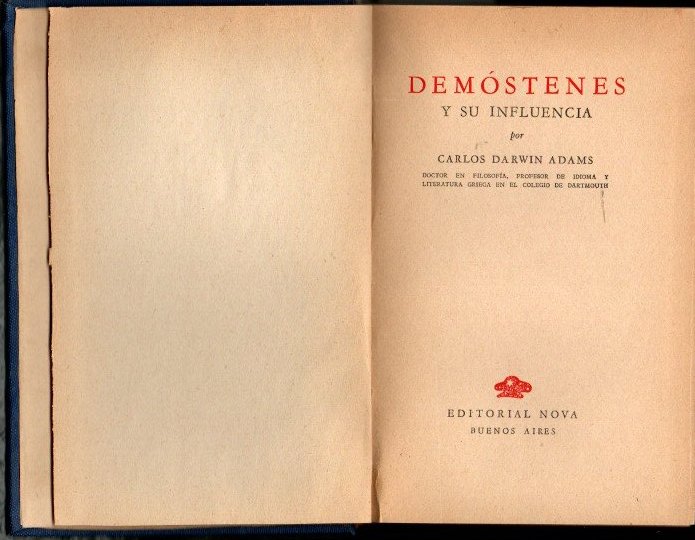 DEMÓSTENES
Y SU INFLUENCIA
por
CARLOS DARWIN ADAMS
DOCTOR EN FILOSOFÍA, PROFESOR DE IDIOMA Y
LITERATURA GRIEGA EN EL COLEGIO DE DARTMOUTH
EDITORIAL NOVA
BUENOS AIRES